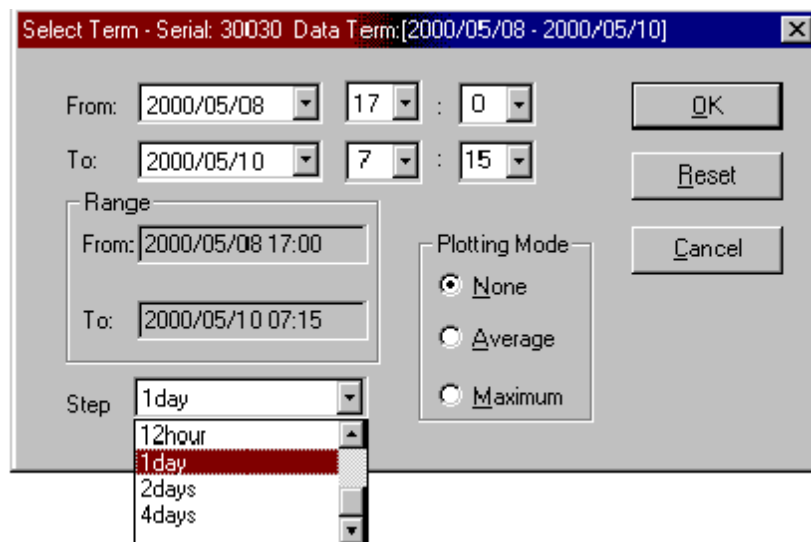 Select Term - Serial: 30030 Data Term:[2000/05/08 - 2000/05/10]
From: 2000/05/08 17 : 0
OK
To: 2000/05/10 7 : 15
Reset
Range
From: 2000/05/08 17:00
To: 2000/05/10 07:15
Plotting Mode
None
Average
Maximum
Cancel
Step 1day
12hour
1day
2days
4days